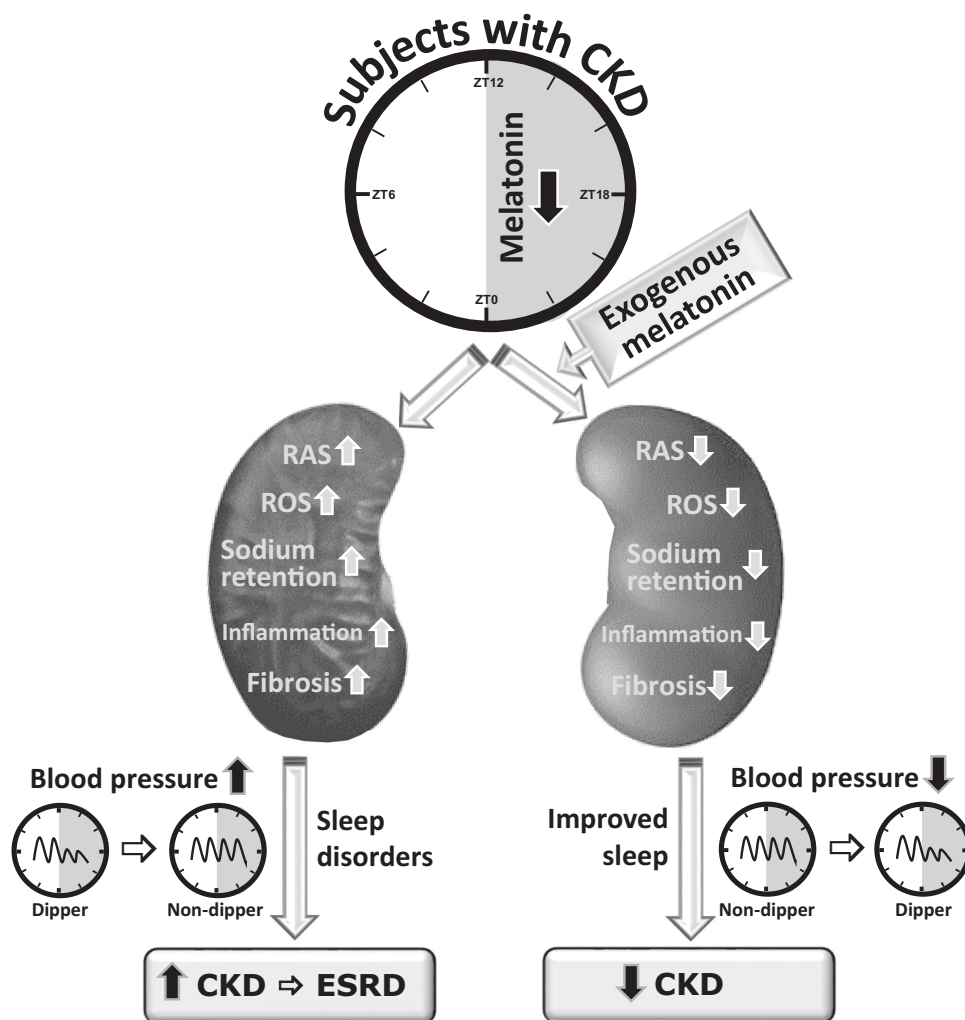 Subjects with CKD
ZT12
ZT6
Melatonin
ZT18
ZT0
Exogenous
melatonin
RAS
ROS
Sodium
retention
Inflammation
Fibrosis
RAS
ROS
Sodium
retention
Inflammation
Fibrosis
Blood pressure
Dipper
Non-dipper
Sleep
disorders
Improved
sleep
Blood pressure
Non-dipper
Dipper
CKD ⇨ ESRD
CKD